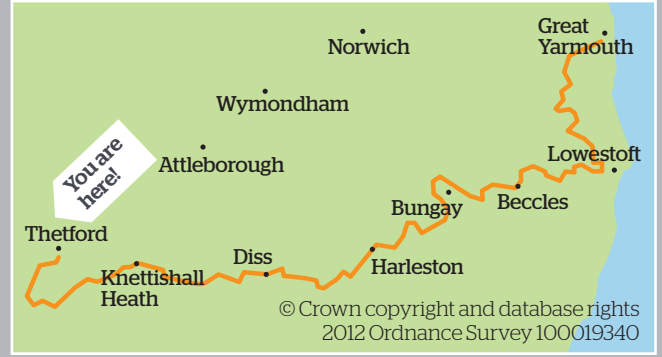 Great
Yarmouth
Norwich
Wymondham
Lowestoft
You are
here!
Attleborough
Bungay
Beccles
Thetford
Diss
Harleston
Knettishall
Heath
© Crown copyright and database rights
2012 Ordnance Survey 100019340